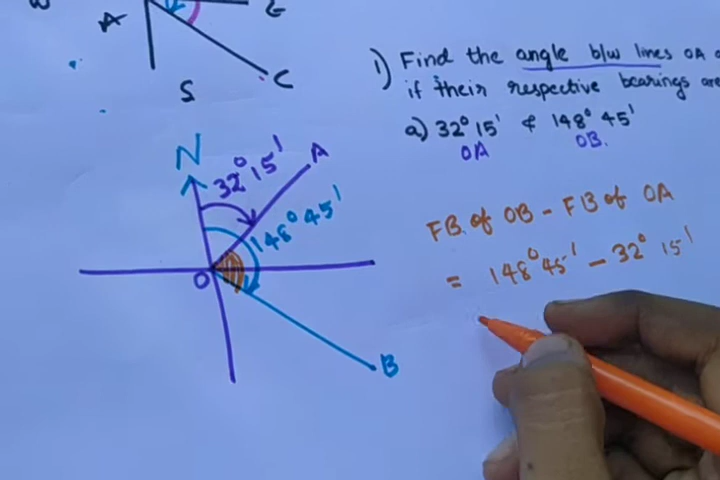 A
E
S
C
1) Find the angle b/w lines OA
if their respective bearings are
a) 32° 15' & 148° 45'
OA OB.
N
32° 15'
A
148° 45'
O
B
FB of OB - FB of OA
= 148° 45' - 32° 15'